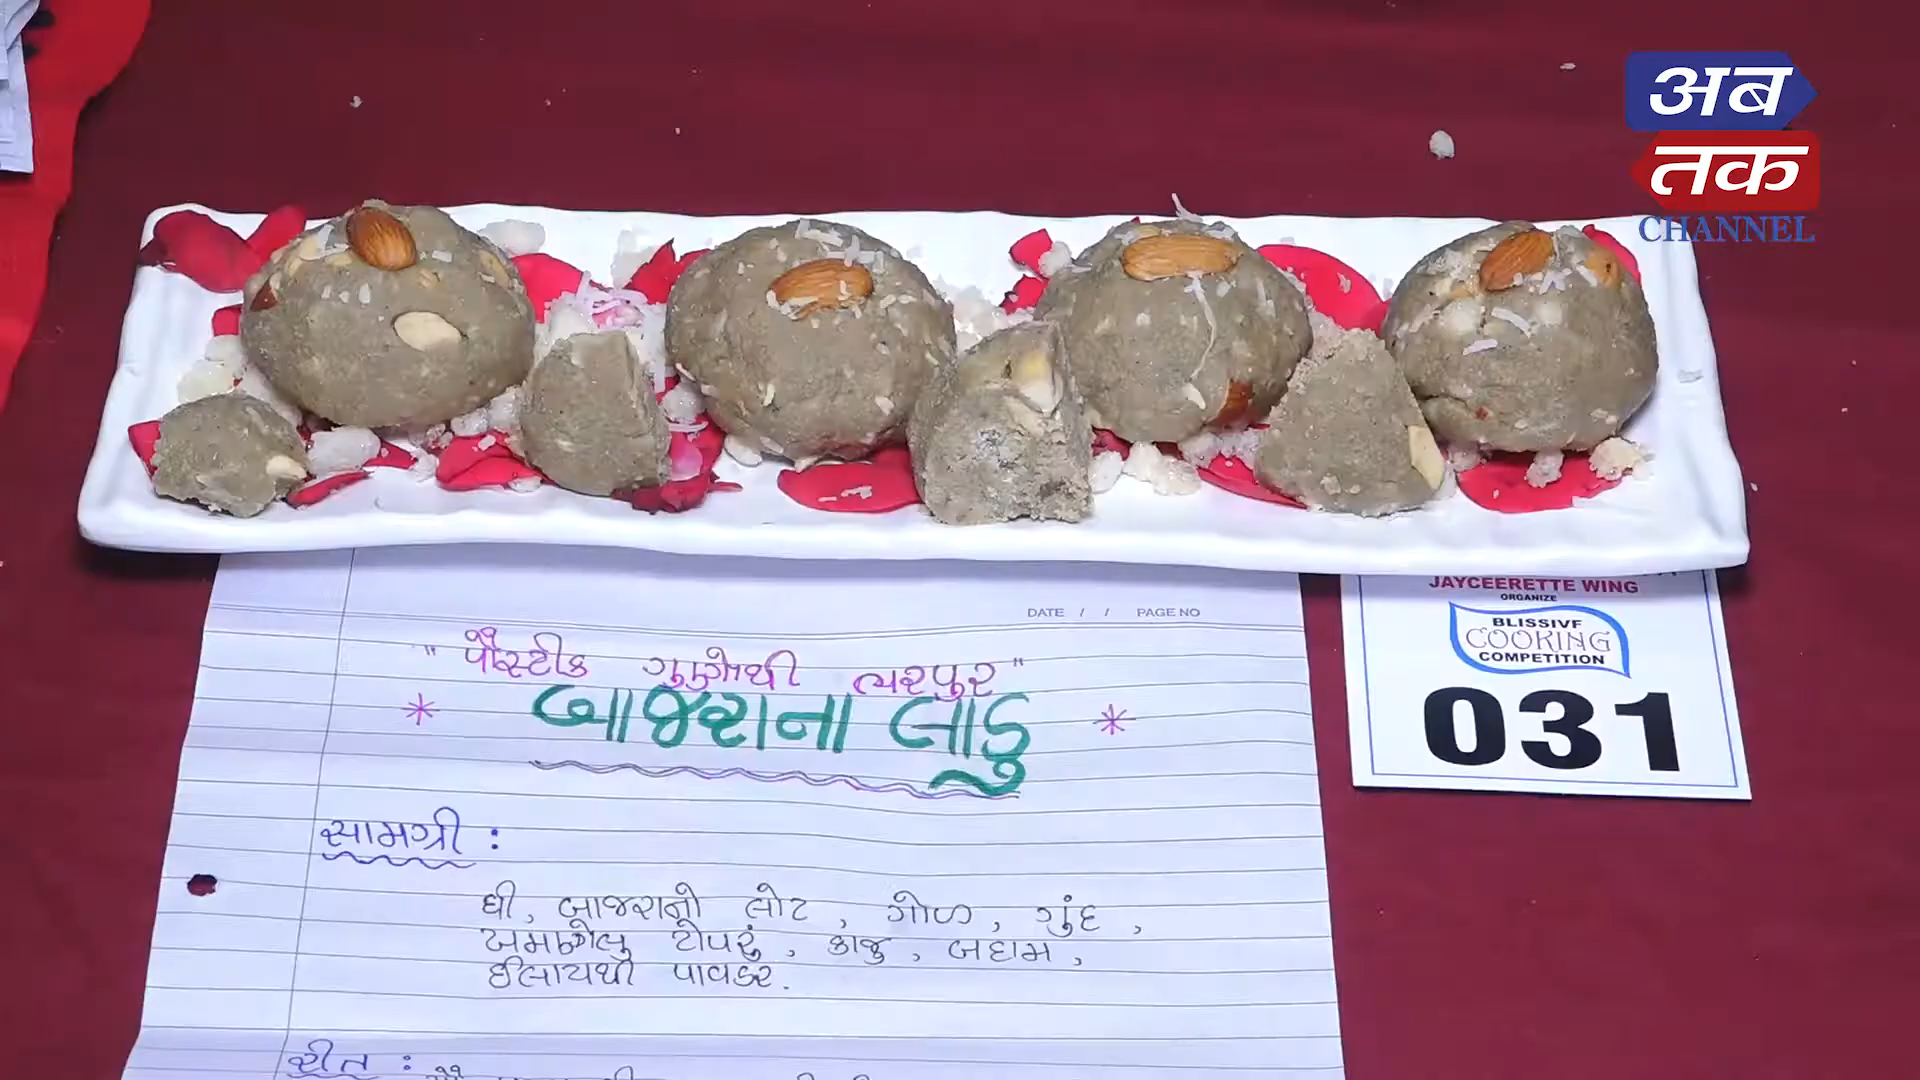 अब
तक
CHANNEL
DATE / / PAGE NO
"પૌસ્ટીક ગુણોથી ભરપુર"
* બાજરાના લાડુ *
સામગ્રી :
ઘી, બાજરાનો લોટ, ગોળ, ગુંદ,
ખમણેલુ ટોપરું, કાજુ, બદામ,
ઈલાયચી પાવડર.
રીત :
JAYCEERETTE WING
ORGANIZE
BLISSIVF
COOKING
COMPETITION
031